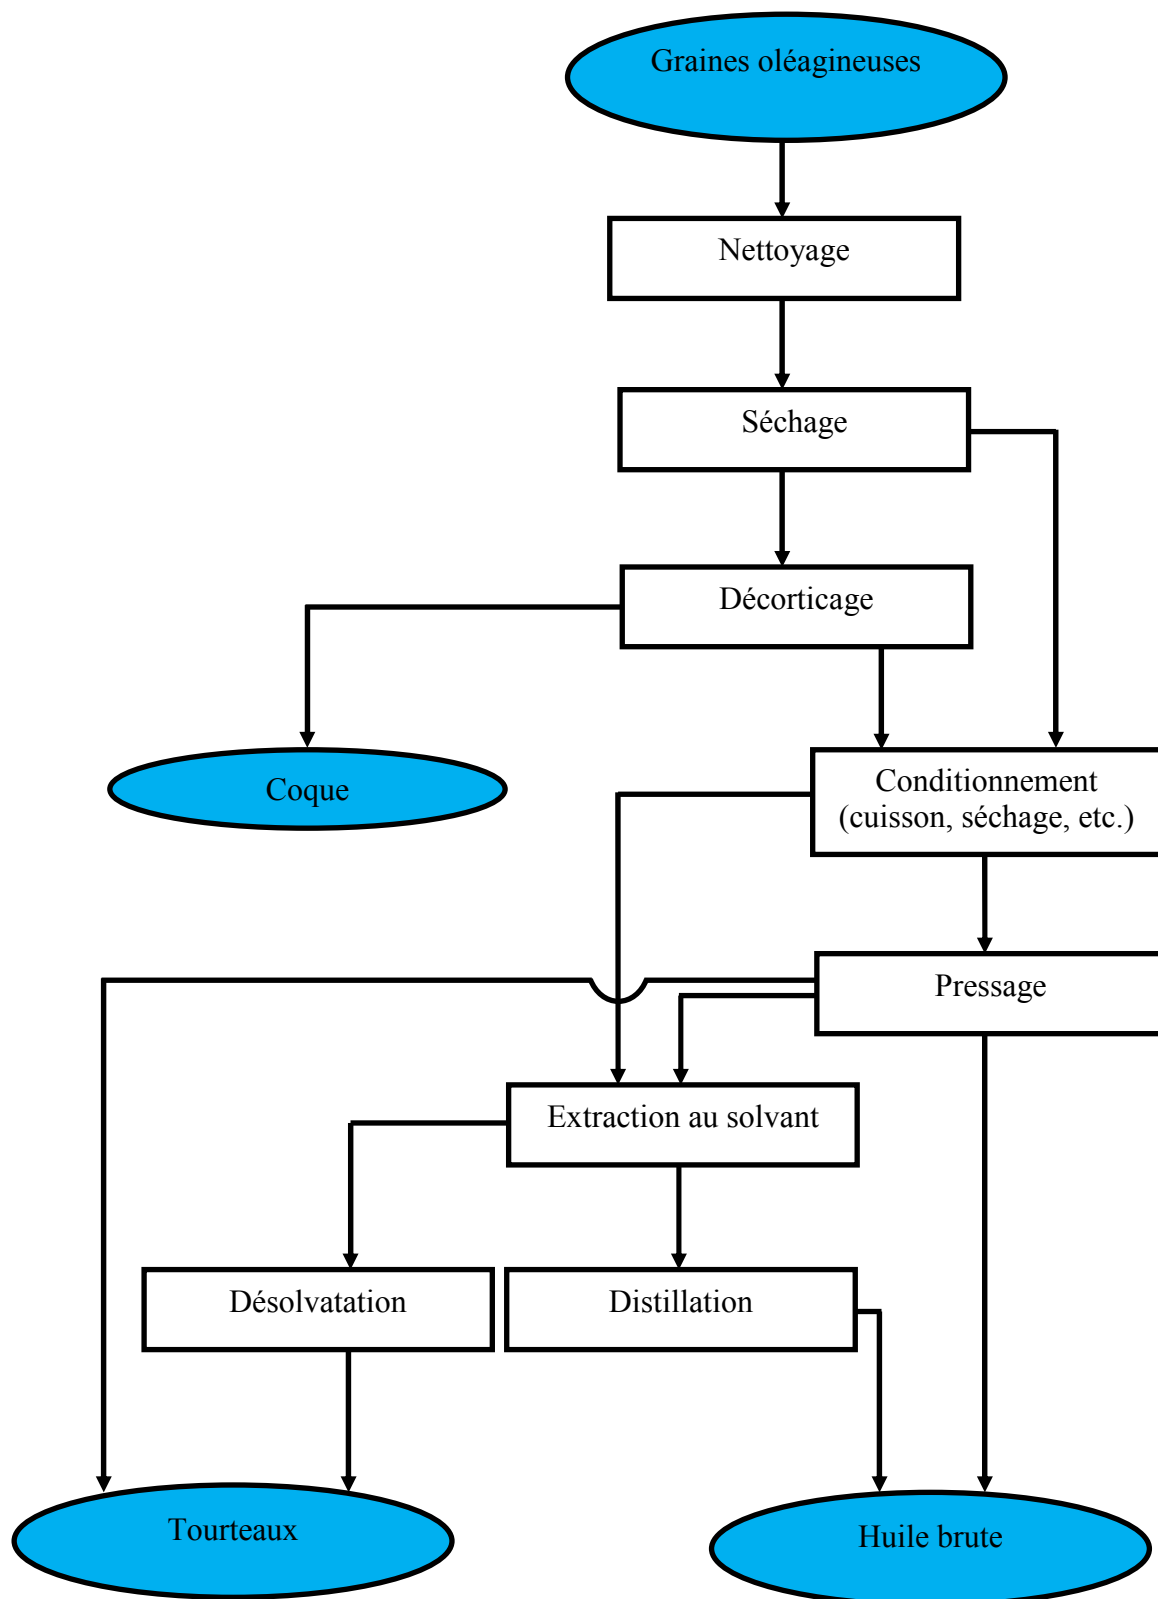 Graines oléagineuses
Nettoyage
Séchage
Décorticage
Coque
Conditionnement
(cuisson, séchage, etc.)
Pressage
Extraction au solvant
Désolvatation
Distillation
Tourteaux
Huile brute